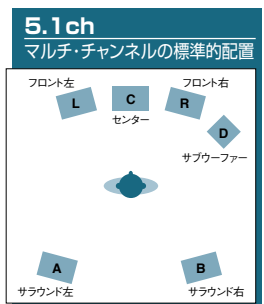 5.1ch
マルチ・チャンネルの標準的配置
フロント左
フロント右
L
C
R
センター
D
サブウーファー
A
B
サラウンド左
サラウンド右